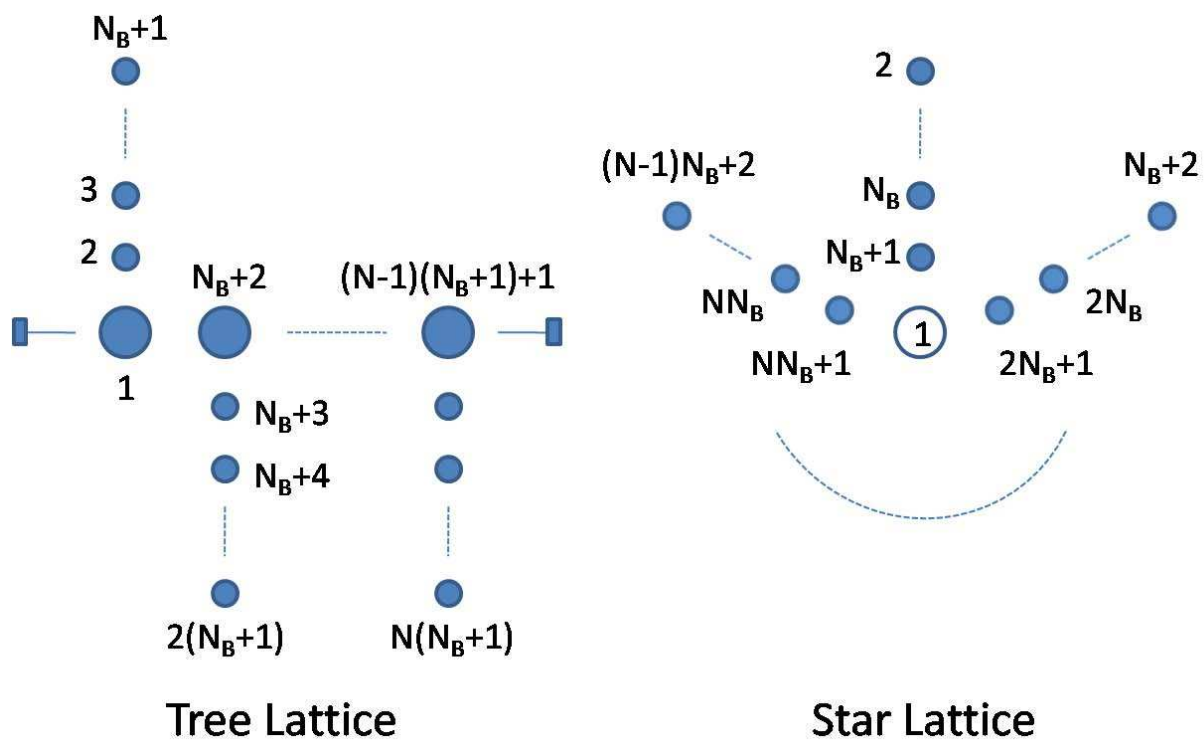 N_B+1
3
2
N_B+2
(N-1)(N_B+1)+1
1
N_B+3
N_B+4
2(N_B+1)
N(N_B+1)
Tree Lattice
2
(N-1)N_B+2
N_B+2
N_B
N_B+1
NN_B
2N_B
1
NN_B+1
2N_B+1
Star Lattice